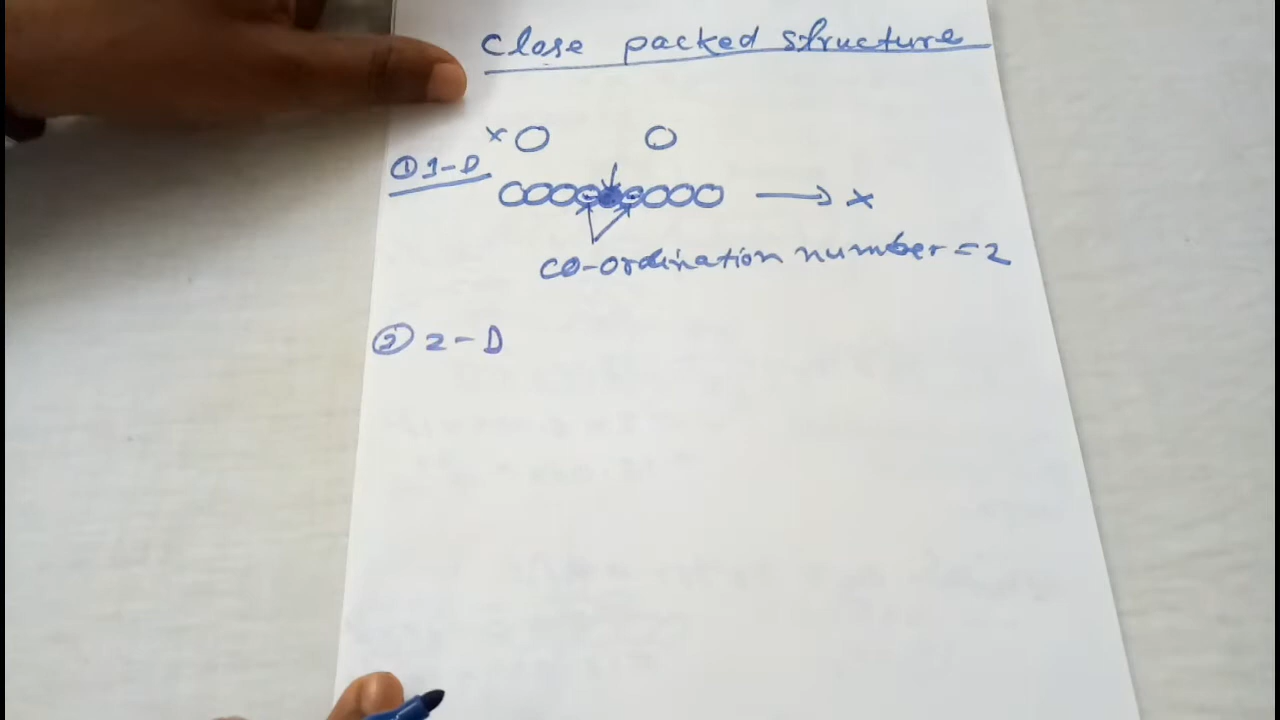 Close packed structure
x
① 1-D
x
co-ordination number = 2
② 2-D